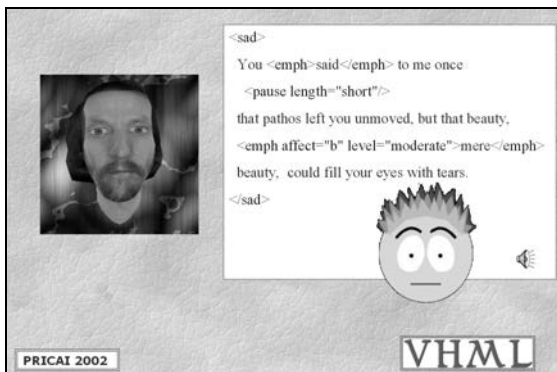 <sad>
You <emph>said</emph> to me once
<pause length="short"/>
that pathos left you unmoved, but that beauty,
<emph affect="b" level="moderate">mere</emph>
beauty,  could fill your eyes with tears.
</sad>
PRICAI 2002
VHML